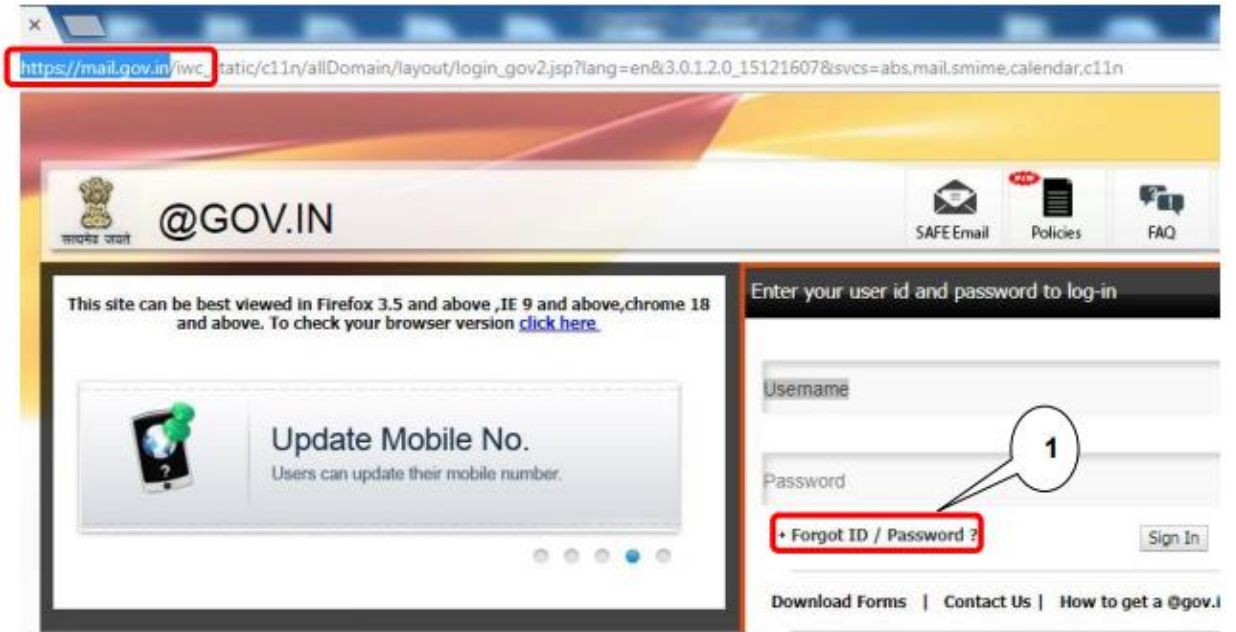 ×
https://mail.gov.in/iwc_static/c11n/allDomain/layout/login_gov2.jsp?lang=en&3.0.1.2.0_15121607&svcs=abs,mail,smime,calendar,c11n
सत्यमेव जयते
@GOV.IN
SAFE Email
Policies
FAQ
This site can be best viewed in Firefox 3.5 and above ,IE 9 and above,chrome 18
and above. To check your browser version click here
Update Mobile No.
Users can update their mobile number.
Enter your user id and password to log-in
Username
1
Password
+ Forgot ID / Password ?
Sign In
Download Forms | Contact Us | How to get a @gov.i